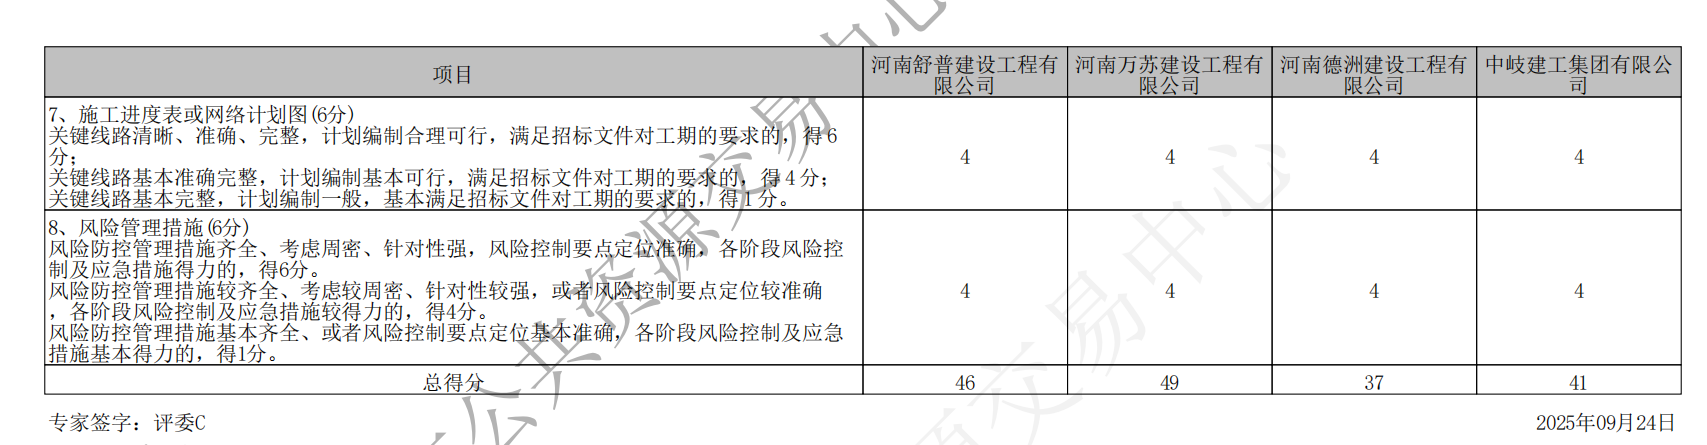 项目
河南舒普建设工程有
限公司
河南万苏建设工程有
限公司
河南德洲建设工程有
限公司
中岐建工集团有限公
司
7、施工进度表或网络计划图(6分)
关键线路清晰、准确、完整，计划编制合理可行，满足招标文件对工期的要求的，得6
分；
关键线路基本准确完整，计划编制基本可行，满足招标文件对工期的要求的，得4分；
关键线路基本完整，计划编制一般，基本满足招标文件对工期的要求的，得1分。
4
4
4
4
8、风险管理措施(6分)
风险防控管理措施齐全、考虑周密、针对性强，风险控制要点定位准确，各阶段风险控
制及应急措施得力的，得6分。
风险防控管理措施较齐全、考虑较周密、针对性较强，或者风险控制要点定位较准确
，各阶段风险控制及应急措施较得力的，得4分。
风险防控管理措施基本齐全、或者风险控制要点定位基本准确，各阶段风险控制及应急
措施基本得力的，得1分。
4
4
4
4
总得分
46
49
37
41
专家签字：评委C
2025年09月24日
公共资源交易中心
源交易中心